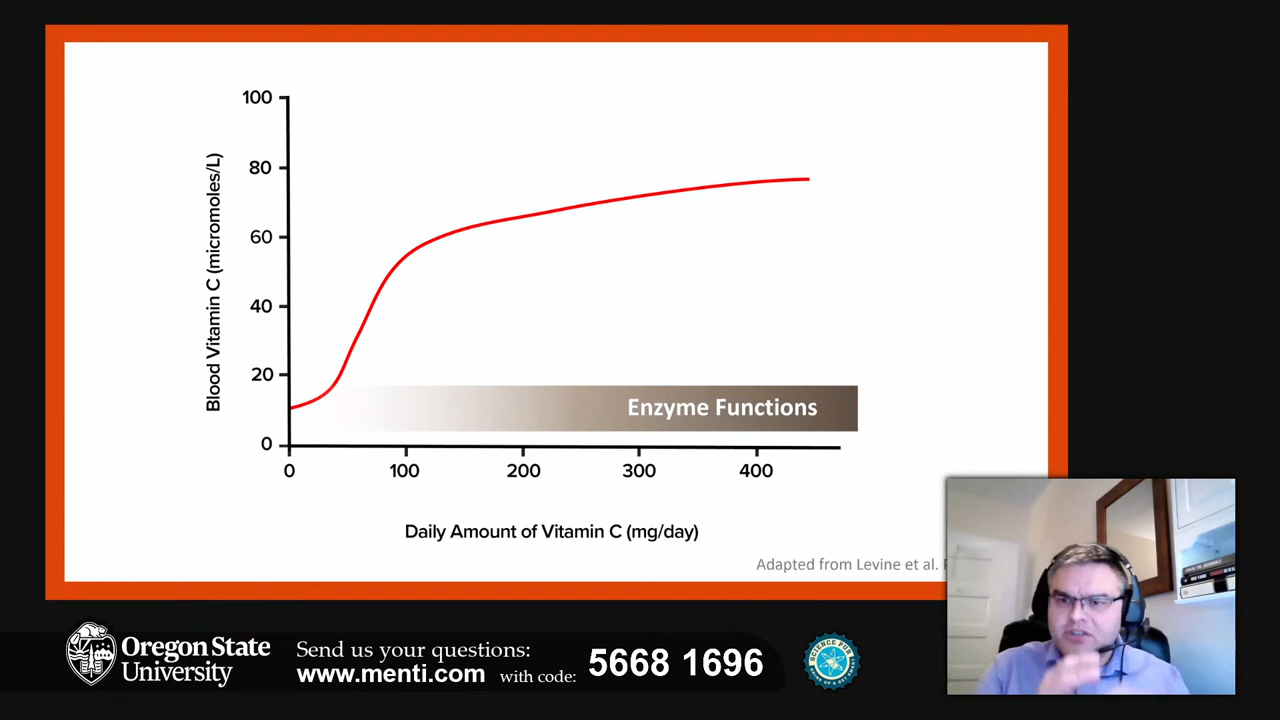 100
80
60
40
20
0
Blood Vitamin C (micromoles/L)
Enzyme Functions
0 100 200 300 400
Daily Amount of Vitamin C (mg/day)
Adapted from Levine et al.
Oregon State
University
Send us your questions:
www.menti.com with code:
5668 1696
SCIENCE PUB